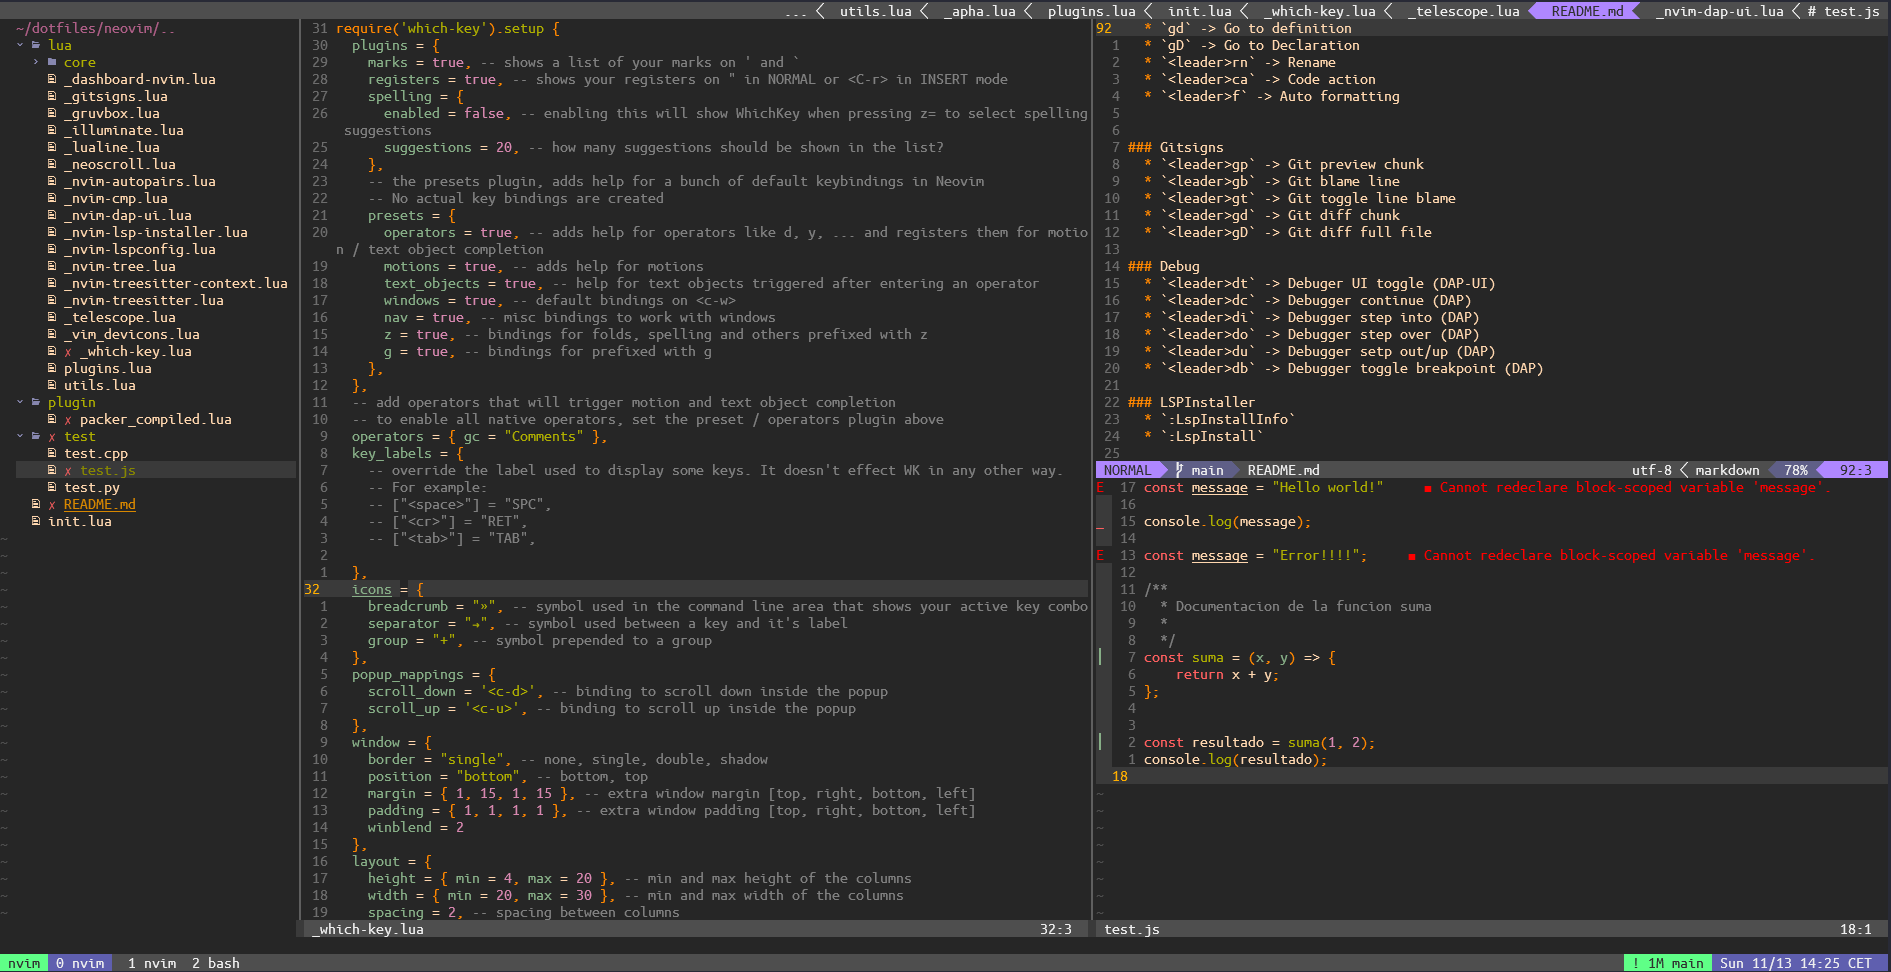 ... utils.lua _apha.lua plugins.lua init.lua _which-key.lua _telescope.lua README.md _nvim-dap-ui.lua # test.js
~/dotfiles/neovim/..
lua
core
_dashboard-nvim.lua
_gitsigns.lua
_gruvbox.lua
_illuminate.lua
_lualine.lua
_neoscroll.lua
_nvim-autopairs.lua
_nvim-cmp.lua
_nvim-dap-ui.lua
_nvim-lsp-installer.lua
_nvim-lspconfig.lua
_nvim-tree.lua
_nvim-treesitter-context.lua
_nvim-treesitter.lua
_telescope.lua
_vim_devicons.lua
✗ _which-key.lua
plugins.lua
utils.lua
plugin
✗ packer_compiled.lua
✗ test
test.cpp
✗ test.js
test.py
✗ README.md
init.lua
31 require('which-key').setup {
30   plugins = {
29     marks = true, -- shows a list of your marks on ' and `
28     registers = true, -- shows your registers on " in NORMAL or <C-r> in INSERT mode
27     spelling = {
26       enabled = false, -- enabling this will show WhichKey when pressing z= to select spelling
 suggestions
25       suggestions = 20, -- how many suggestions should be shown in the list?
24     },
23     -- the presets plugin, adds help for a bunch of default keybindings in Neovim
22     -- No actual key bindings are created
21     presets = {
20       operators = true, -- adds help for operators like d, y, ... and registers them for motio
n / text object completion
19       motions = true, -- adds help for motions
18       text_objects = true, -- help for text objects triggered after entering an operator
17       windows = true, -- default bindings on <c-w>
16       nav = true, -- misc bindings to work with windows
15       z = true, -- bindings for folds, spelling and others prefixed with z
14       g = true, -- bindings for prefixed with g
13     },
12   },
11   -- add operators that will trigger motion and text object completion
10   -- to enable all native operators, set the preset / operators plugin above
9   operators = { gc = "Comments" },
8   key_labels = {
7     -- override the label used to display some keys. It doesn't effect WK in any other way.
6     -- For example:
5     -- ["<space>"] = "SPC",
4     -- ["<cr>"] = "RET",
3     -- ["<tab>"] = "TAB",
2
1   },
32   icons = {
1     breadcrumb = "»", -- symbol used in the command line area that shows your active key combo
2     separator = "➜", -- symbol used between a key and it's label
3     group = "+", -- symbol prepended to a group
4   },
5   popup_mappings = {
6     scroll_down = '<c-d>', -- binding to scroll down inside the popup
7     scroll_up = '<c-u>', -- binding to scroll up inside the popup
8   },
9   window = {
10     border = "single", -- none, single, double, shadow
11     position = "bottom", -- bottom, top
12     margin = { 1, 15, 1, 15 }, -- extra window margin [top, right, bottom, left]
13     padding = { 1, 1, 1, 1 }, -- extra window padding [top, right, bottom, left]
14     winblend = 2
15   },
16   layout = {
17     height = { min = 4, max = 20 }, -- min and max height of the columns
18     width = { min = 20, max = 30 }, -- min and max width of the columns
19     spacing = 2, -- spacing between columns
_which-key.lua 32:3
92   * `gd` -> Go to definition
1   * `gD` -> Go to Declaration
2   * `<leader>rn` -> Rename
3   * `<leader>ca` -> Code action
4   * `<leader>f` -> Auto formatting
5
6
7 ### Gitsigns
8   * `<leader>gp` -> Git preview chunk
9   * `<leader>gb` -> Git blame line
10   * `<leader>gt` -> Git toggle line blame
11   * `<leader>gd` -> Git diff chunk
12   * `<leader>gD` -> Git diff full file
13
14 ### Debug
15   * `<leader>dt` -> Debuger UI toggle (DAP-UI)
16   * `<leader>dc` -> Debugger continue (DAP)
17   * `<leader>di` -> Debugger step into (DAP)
18   * `<leader>do` -> Debugger step over (DAP)
19   * `<leader>du` -> Debugger setp out/up (DAP)
20   * `<leader>db` -> Debugger toggle breakpoint (DAP)
21
22 ### LSPInstaller
23   * `:LspInstallInfo`
24   * `:LspInstall`
25
NORMAL main README.md utf-8 markdown 78% 92:3
E 17 const message = "Hello world!"     ■ Cannot redeclare block-scoped variable 'message'.
16
_ 15 console.log(message);
14
E 13 const message = "Error!!!!";     ■ Cannot redeclare block-scoped variable 'message'.
12
11 /**
10   * Documentacion de la funcion suma
9   *
8   */
7 const suma = (x, y) => {
6     return x + y;
5 };
4
3
2 const resultado = suma(1, 2);
1 console.log(resultado);
18
test.js 18:1
nvim 0 nvim 1 nvim 2 bash ! 1M main Sun 11/13 14:25 CET